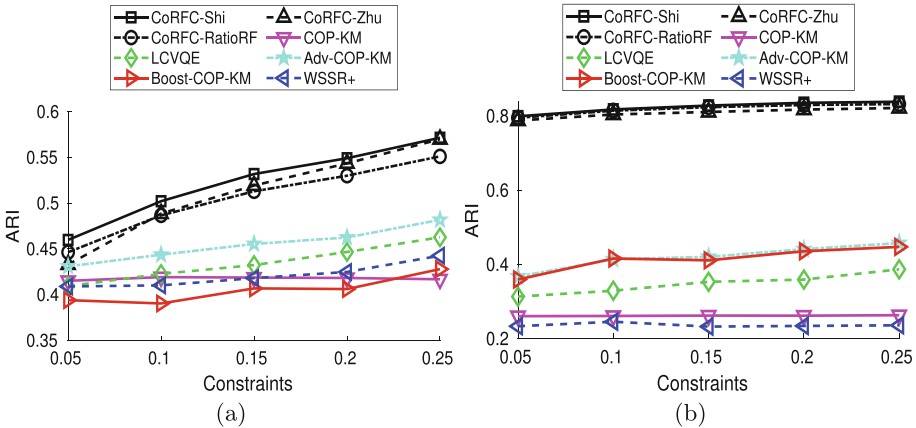 CoRFC-Shi CoRFC-Zhu
CoRFC-RatioRF COP-KM
LCVQE Adv-COP-KM
Boost-COP-KM WSSR+
0.6
0.55
0.5
0.45
0.4
0.35
ARI
0.05 0.1 0.15 0.2 0.25
Constraints
(a)
CoRFC-Shi CoRFC-Zhu
CoRFC-RatioRF COP-KM
LCVQE Adv-COP-KM
Boost-COP-KM WSSR+
0.8
0.6
0.4
0.2
ARI
0.05 0.1 0.15 0.2 0.25
Constraints
(b)